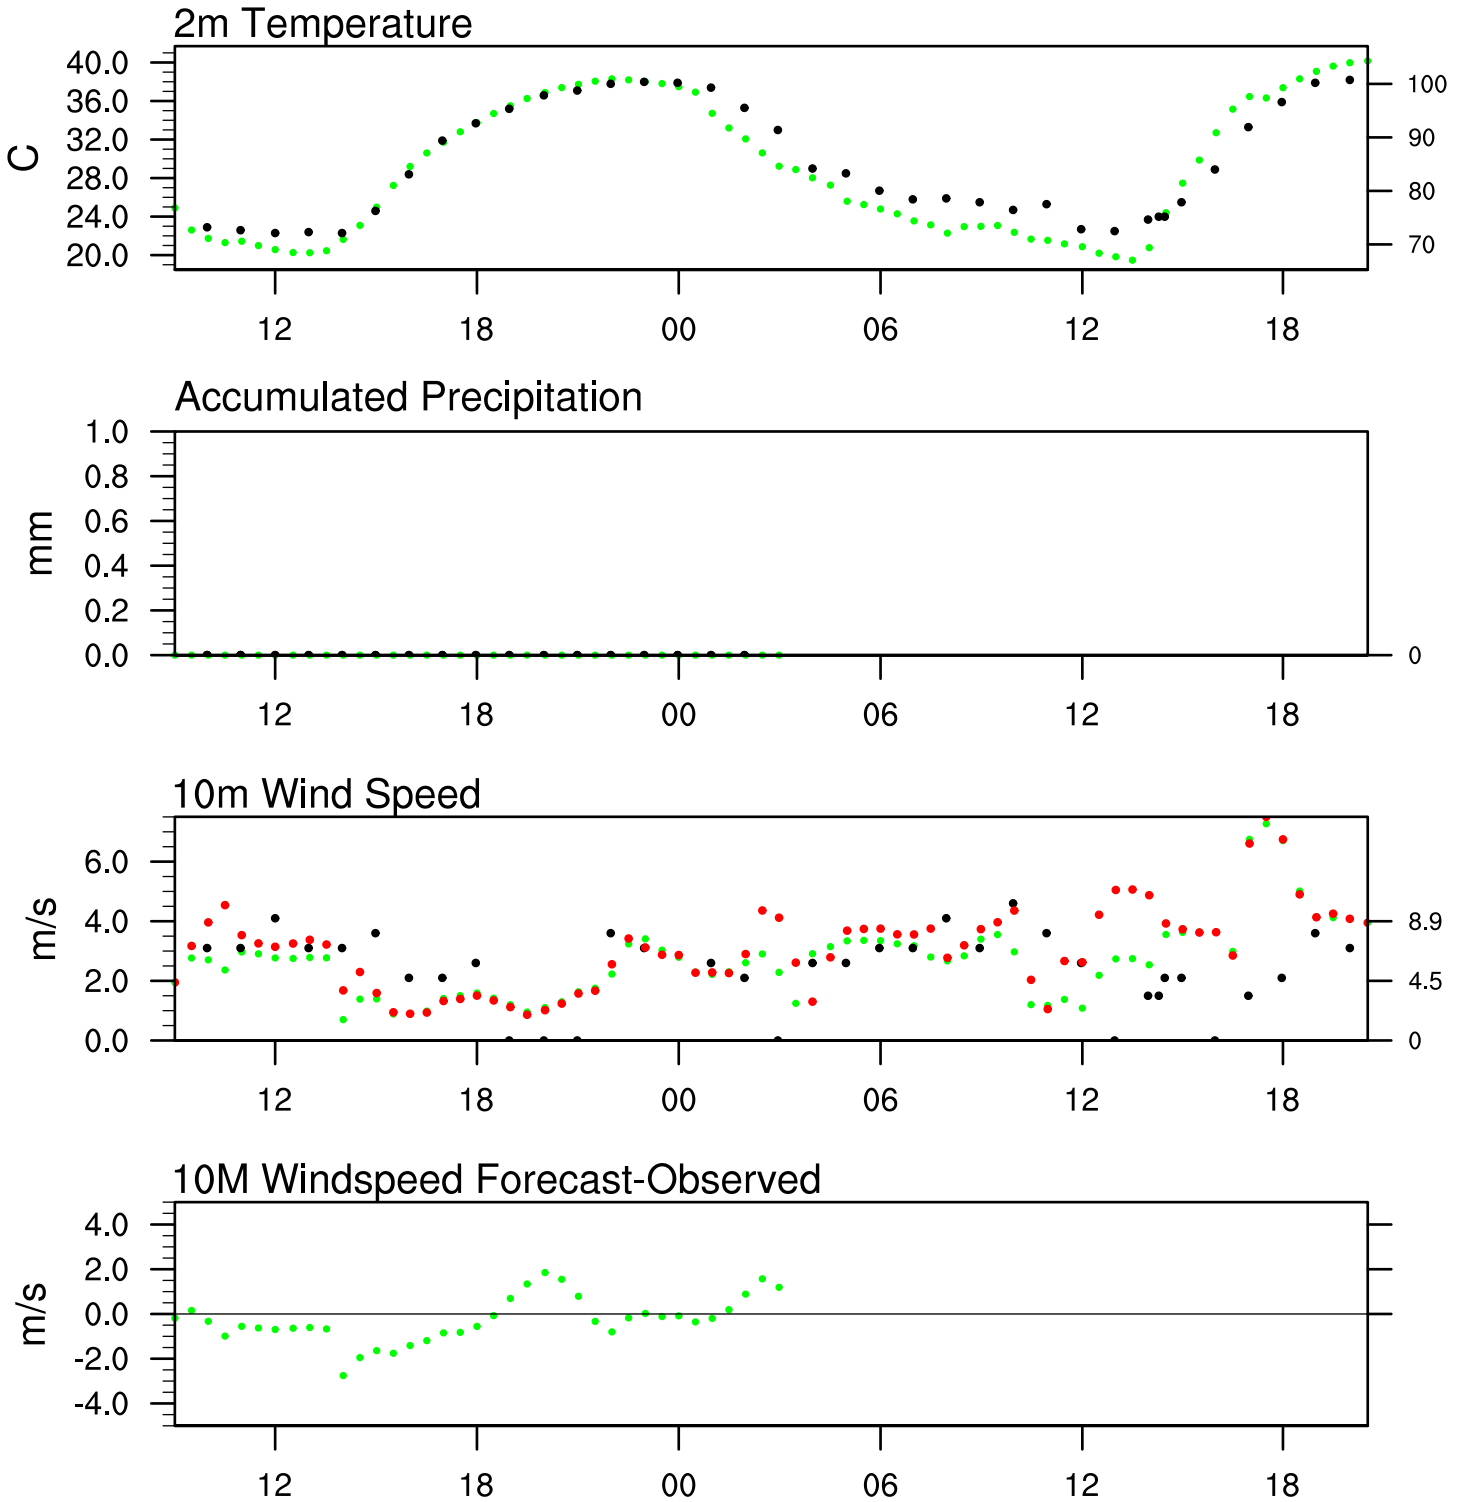 2m Temperature
40.0
36.0
32.0
28.0
24.0
20.0
C
100
90
80
70
12 18 00 06 12 18
Accumulated Precipitation
1.0
0.8
0.6
0.4
0.2
0.0
mm
0
12 18 00 06 12 18
10m Wind Speed
6.0
4.0
2.0
0.0
m/s
8.9
4.5
0
12 18 00 06 12 18
10M Windspeed Forecast-Observed
4.0
2.0
0.0
-2.0
-4.0
m/s
12 18 00 06 12 18